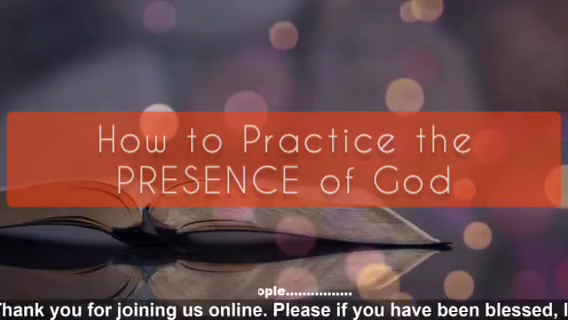 How to Practice the
PRESENCE of God
ople................
Thank you for joining us online. Please if you have been blessed,